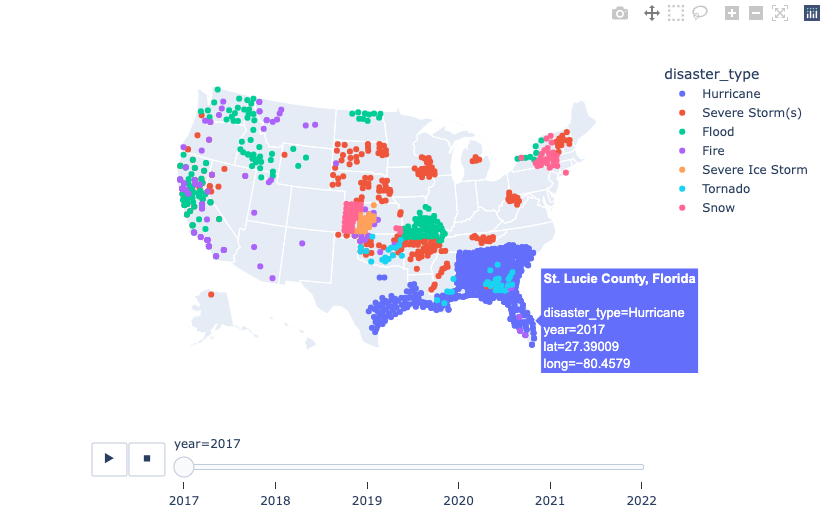 disaster_type
Hurricane
Severe Storm(s)
Flood
Fire
Severe Ice Storm
Tornado
Snow
St. Lucie County, Florida
disaster_type=Hurricane
year=2017
lat=27.39009
long=−80.4579
year=2017
2017 2018 2019 2020 2021 2022